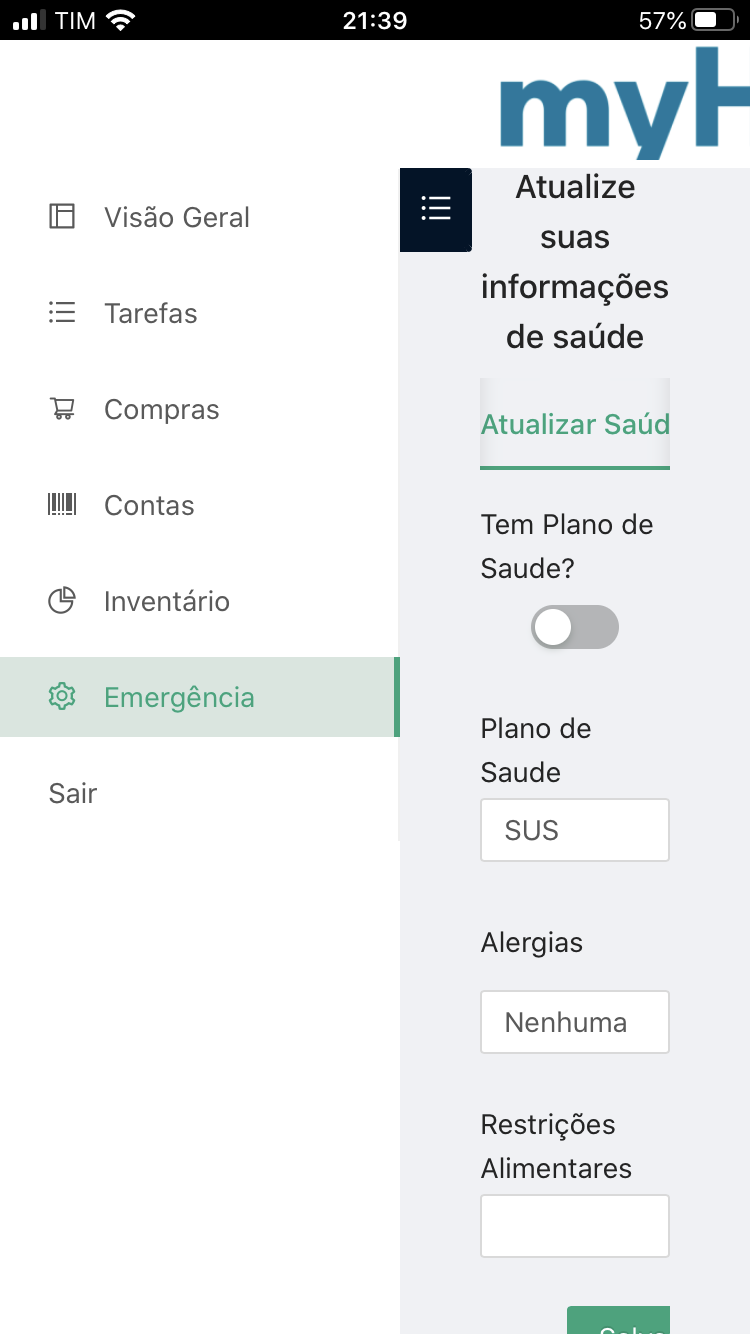 TIM 21:39 57%
myH
Visão Geral
Tarefas
Compras
Contas
Inventário
Emergência
Sair
Atualize
suas
informações
de saúde
Atualizar Saúd
Tem Plano de
Saude?
Plano de
Saude
SUS
Alergias
Nenhuma
Restrições
Alimentares